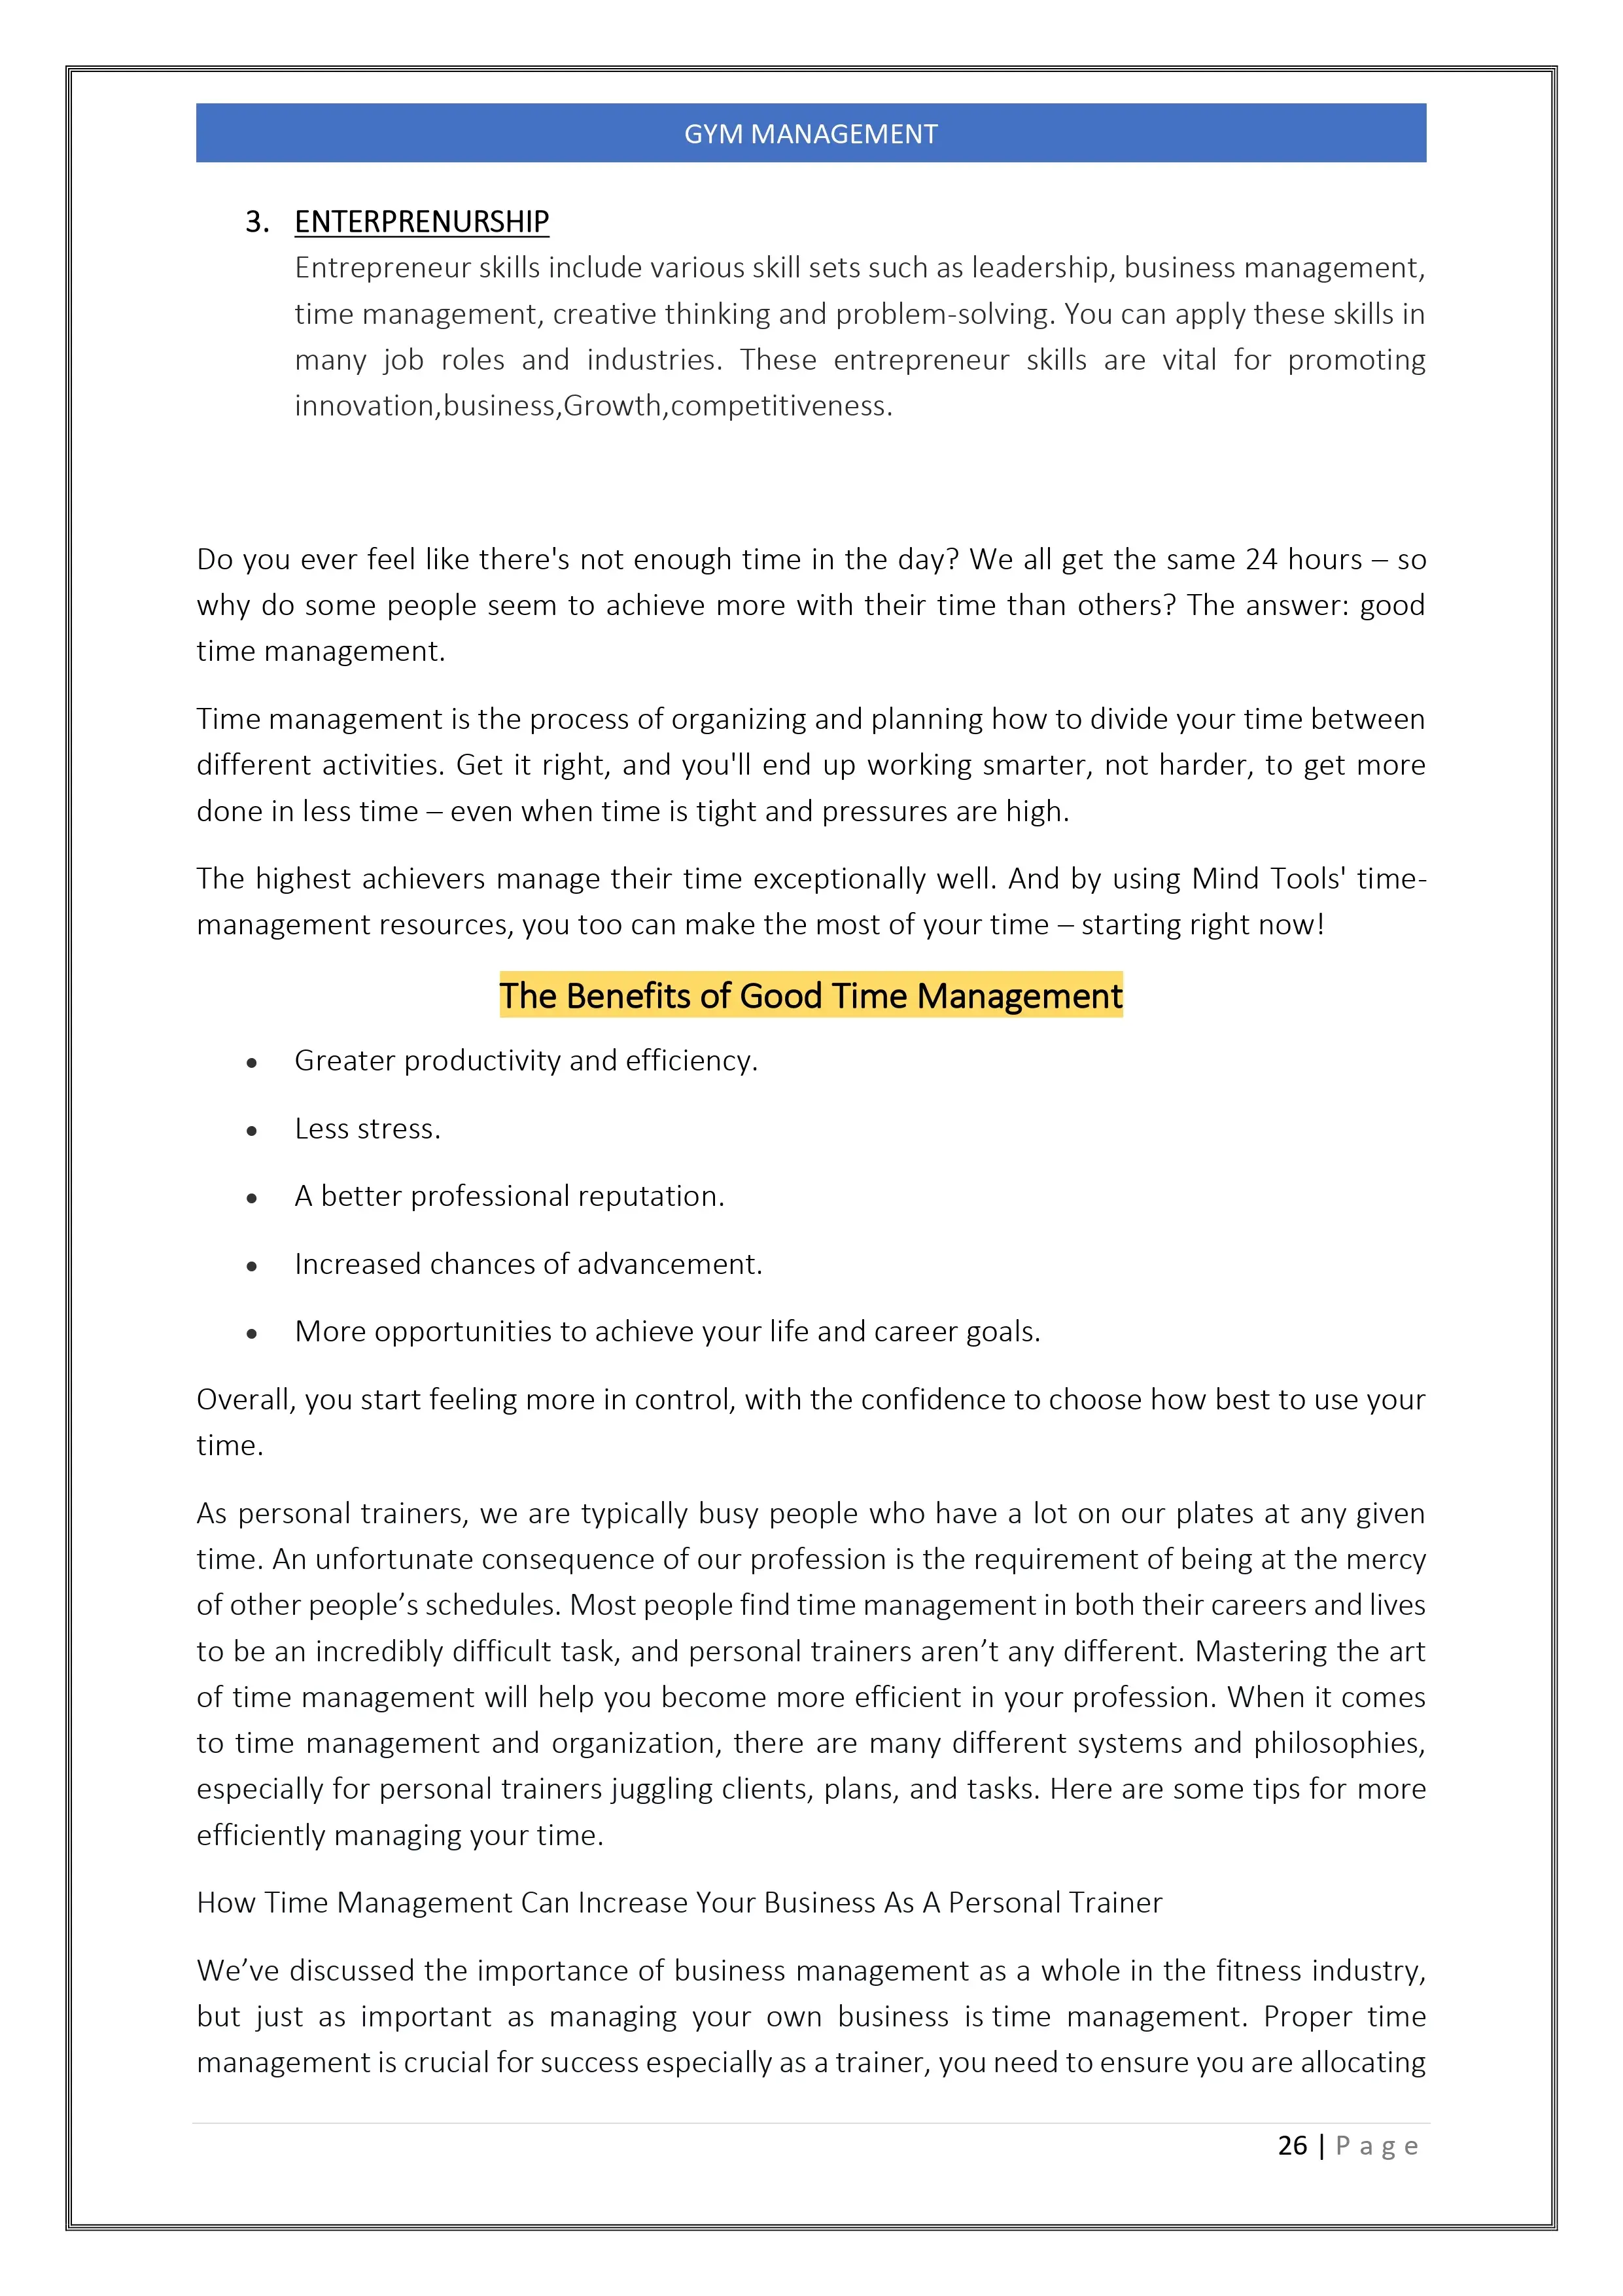 GYM MANAGEMENT
3. ENTERPRENURSHIP
Entrepreneur skills include various skill sets such as leadership, business management,
time management, creative thinking and problem-solving. You can apply these skills in
many job roles and industries. These entrepreneur skills are vital for promoting
innovation,business,Growth,competitiveness.
Do you ever feel like there's not enough time in the day? We all get the same 24 hours – so
why do some people seem to achieve more with their time than others? The answer: good
time management.
Time management is the process of organizing and planning how to divide your time between
different activities. Get it right, and you'll end up working smarter, not harder, to get more
done in less time – even when time is tight and pressures are high.
The highest achievers manage their time exceptionally well. And by using Mind Tools' time-
management resources, you too can make the most of your time – starting right now!
The Benefits of Good Time Management
• Greater productivity and efficiency.
• Less stress.
• A better professional reputation.
• Increased chances of advancement.
• More opportunities to achieve your life and career goals.
Overall, you start feeling more in control, with the confidence to choose how best to use your
time.
As personal trainers, we are typically busy people who have a lot on our plates at any given
time. An unfortunate consequence of our profession is the requirement of being at the mercy
of other people’s schedules. Most people find time management in both their careers and lives
to be an incredibly difficult task, and personal trainers aren’t any different. Mastering the art
of time management will help you become more efficient in your profession. When it comes
to time management and organization, there are many different systems and philosophies,
especially for personal trainers juggling clients, plans, and tasks. Here are some tips for more
efficiently managing your time.
How Time Management Can Increase Your Business As A Personal Trainer
We’ve discussed the importance of business management as a whole in the fitness industry,
but just as important as managing your own business is time management. Proper time
management is crucial for success especially as a trainer, you need to ensure you are allocating
26 | P a g e